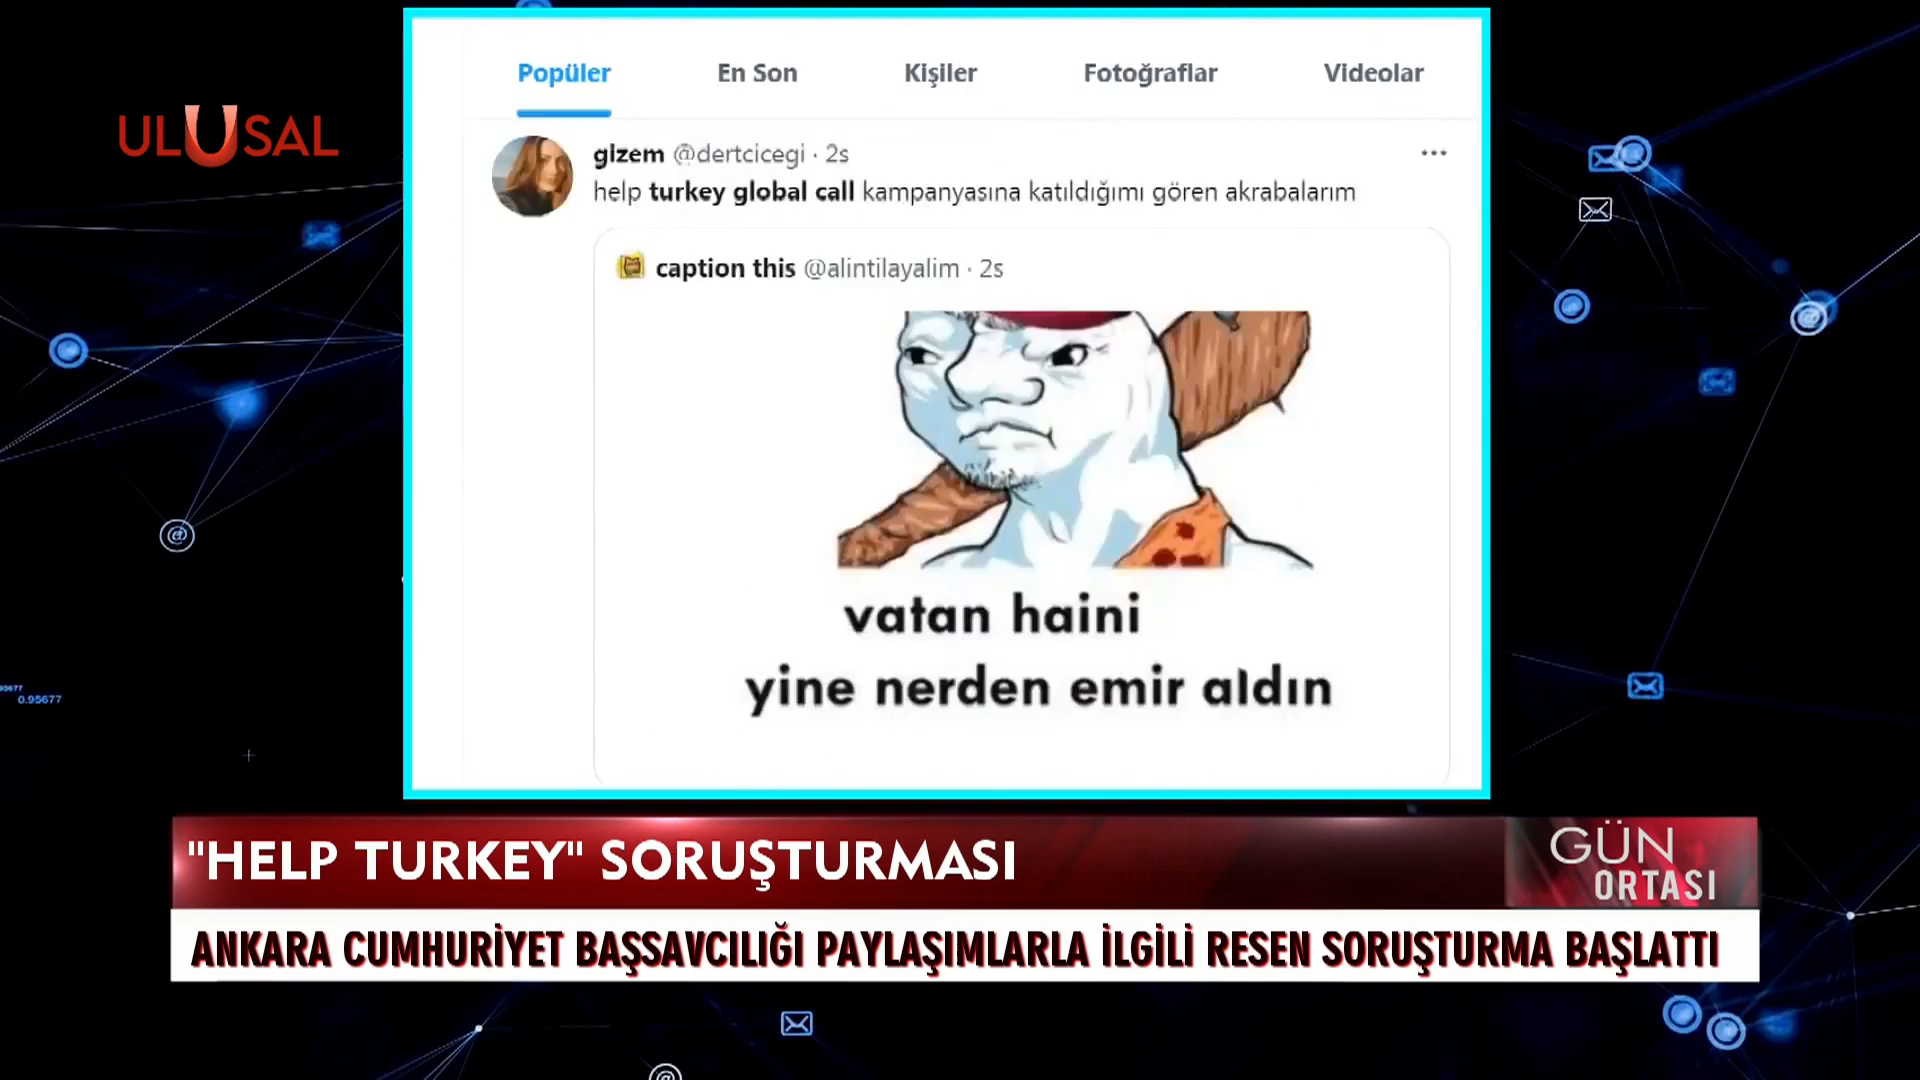 Popüler En Son Kişiler Fotoğraflar Videolar
ULUSAL
gIzem @dertcicegi · 2s
help turkey global call kampanyasına katıldığımı gören akrabalarım
caption this @alintilayalim · 2s
vatan haini
yine nerden emir aldın
0.95677
"HELP TURKEY" SORUŞTURMASI
GÜN
ORTASI
ANKARA CUMHURİYET BAŞSAVCILIĞI PAYLAŞIMLARLA İLGİLİ RESEN SORUŞTURMA BAŞLATTI